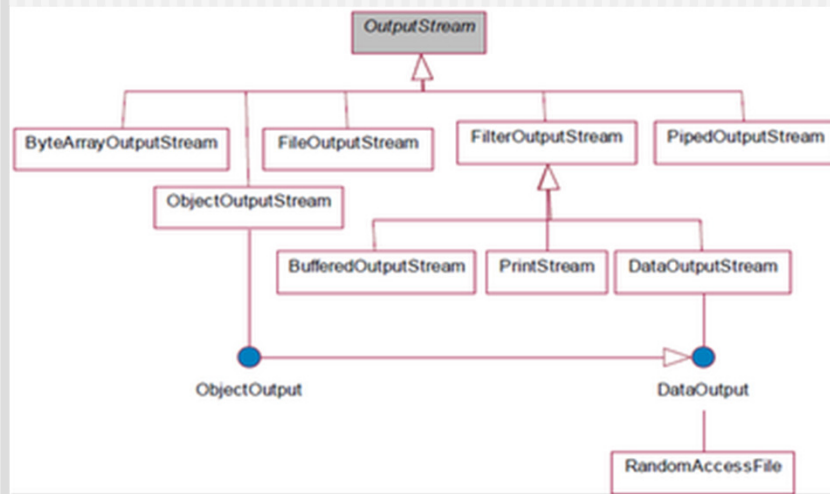 OutputStream
ByteArrayOutputStream
FileOutputStream
FilterOutputStream
PipedOutputStream
ObjectOutputStream
BufferedOutputStream
PrintStream
DataOutputStream
ObjectOutput
DataOutput
RandomAccessFile